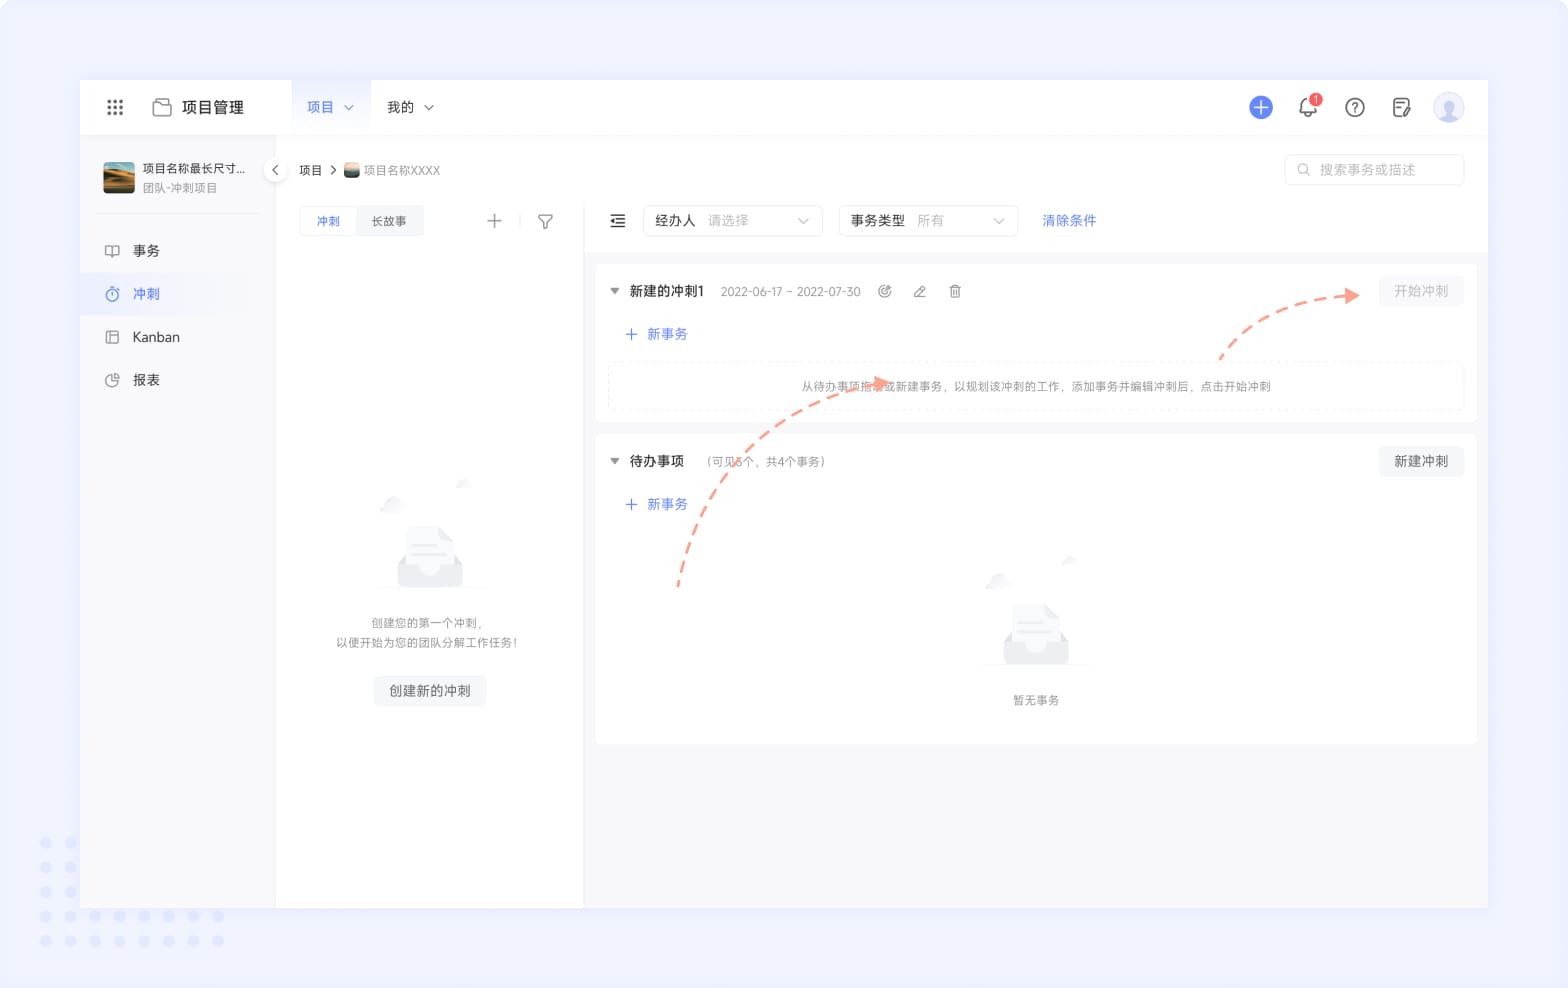 项目管理
项目
我的
1
项目名称最长尺寸...
团队-冲刺项目
事务
冲刺
Kanban
报表
项目 > 项目名称XXXX
搜索事务或描述
冲刺
长故事
经办人 请选择
事务类型 所有
清除条件
新建的冲刺1 2022-06-17 - 2022-07-30
开始冲刺
+ 新事务
从待办事项拖动或新建事务，以规划该冲刺的工作，添加事务并编辑冲刺后，点击开始冲刺
待办事项 (可见5个，共4个事务)
新建冲刺
+ 新事务
暂无事务
创建您的第一个冲刺，
以便开始为您的团队分解工作任务！
创建新的冲刺